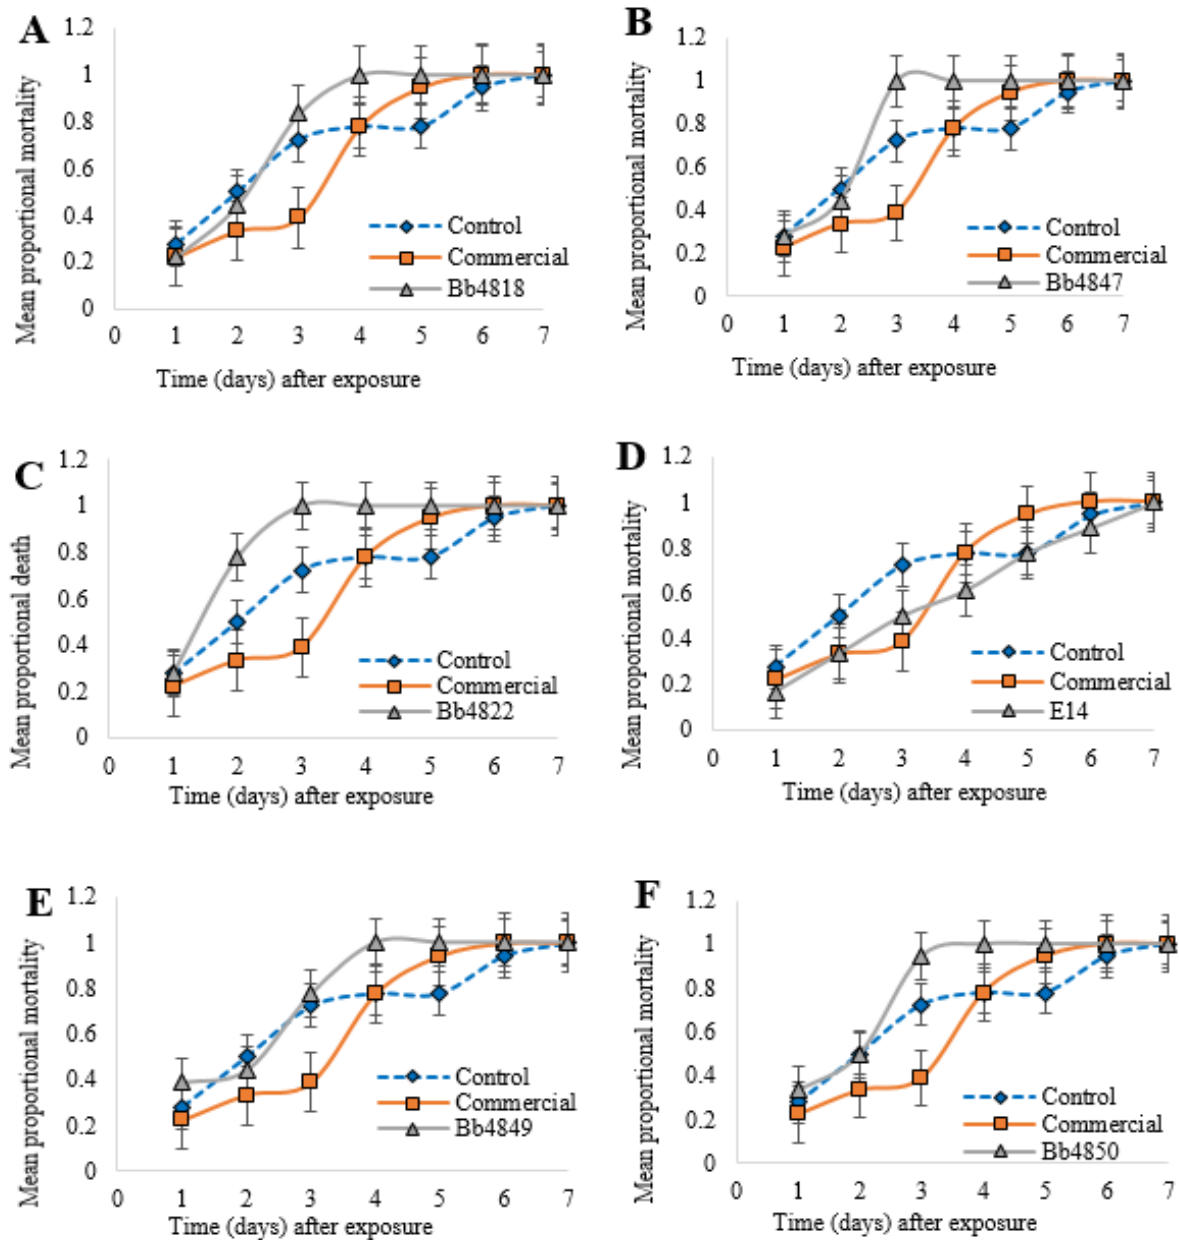 A
Mean proportional mortality
1.2
1
0.8
0.6
0.4
0.2
0
0 1 2 3 4 5 6 7
Control
Commercial
Bb4818
Time (days) after exposure
B
Mean proportional mortality
1.2
1
0.8
0.6
0.4
0.2
0
0 1 2 3 4 5 6 7
Control
Commercial
Bb4847
Time (days) after exposure
C
Mean proportional death
1.2
1
0.8
0.6
0.4
0.2
0
0 1 2 3 4 5 6 7
Control
Commercial
Bb4822
Time (days) after exposure
D
Mean proportional mortality
1.2
1
0.8
0.6
0.4
0.2
0
0 1 2 3 4 5 6 7
Control
Commercial
E14
Time (days) after exposure
E
Mean proportional mortality
1.2
1
0.8
0.6
0.4
0.2
0
0 1 2 3 4 5 6 7
Control
Commercial
Bb4849
Time (days) after exposure
F
Mean proportional mortality
1.2
1
0.8
0.6
0.4
0.2
0
0 1 2 3 4 5 6 7
Control
Commercial
Bb4850
Time (days) after exposure